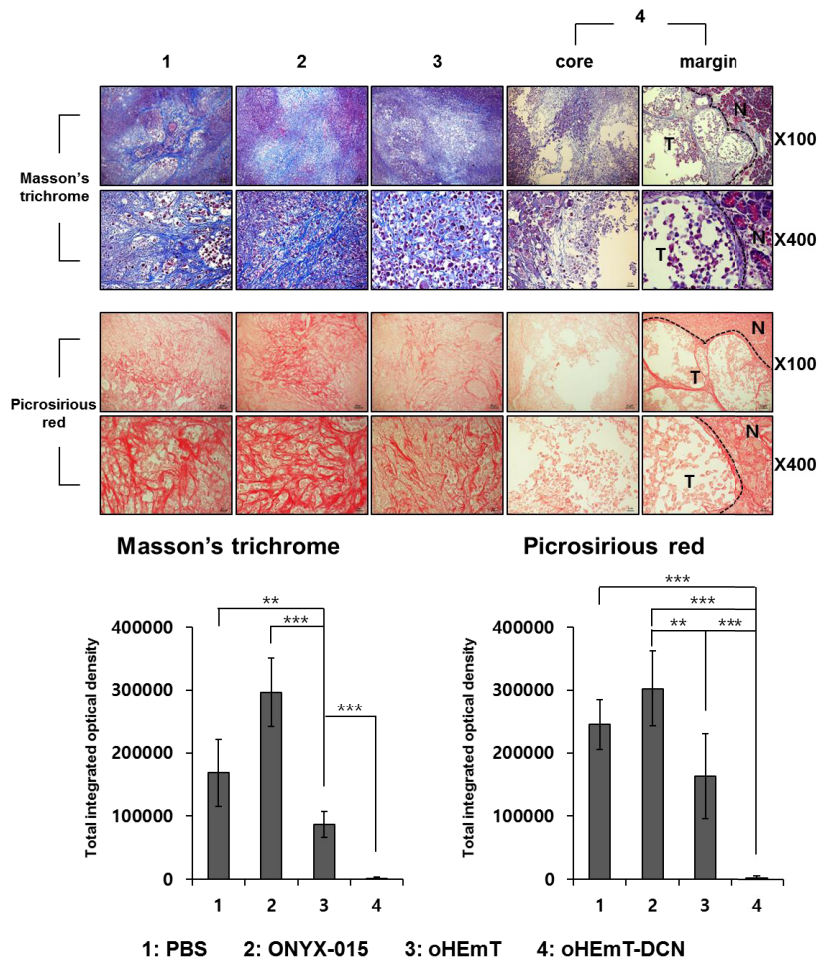 4
1 2 3 core margin
N
T
X100
Masson's
trichrome
N
T
X400
N
T
X100
Picrosirious
red
N
T
X400
Masson's trichrome Picrosirious red
** ***
*** ***
** ***
***
400000 400000
300000 300000
200000 200000
100000 100000
0 0
Total integrated optical density Total integrated optical density
1 2 3 4 1 2 3 4
1: PBS 2: ONYX-015 3: oHEmT 4: oHEmT-DCN